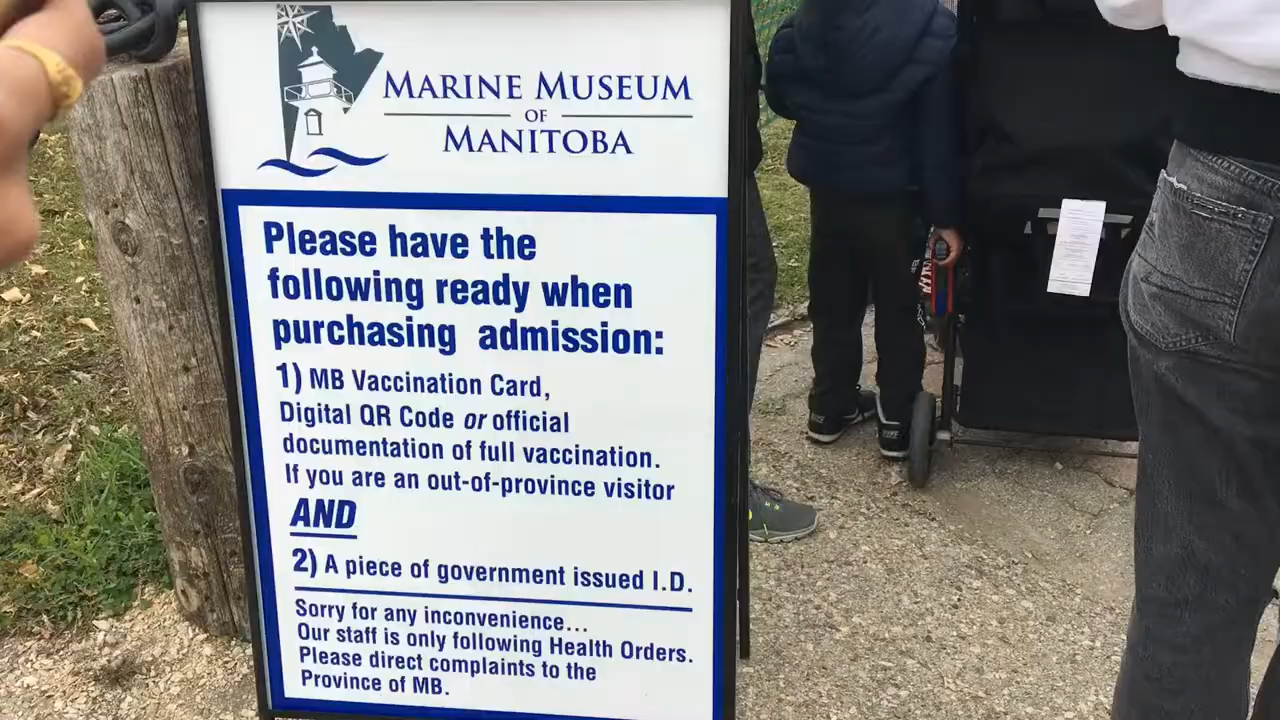 MARINE MUSEUM
OF
MANITOBA
Please have the
following ready when
purchasing admission:
1) MB Vaccination Card,
Digital QR Code or official
documentation of full vaccination.
If you are an out-of-province visitor
AND
2) A piece of government issued I.D.
Sorry for any inconvenience...
Our staff is only following Health Orders.
Please direct complaints to the
Province of MB.